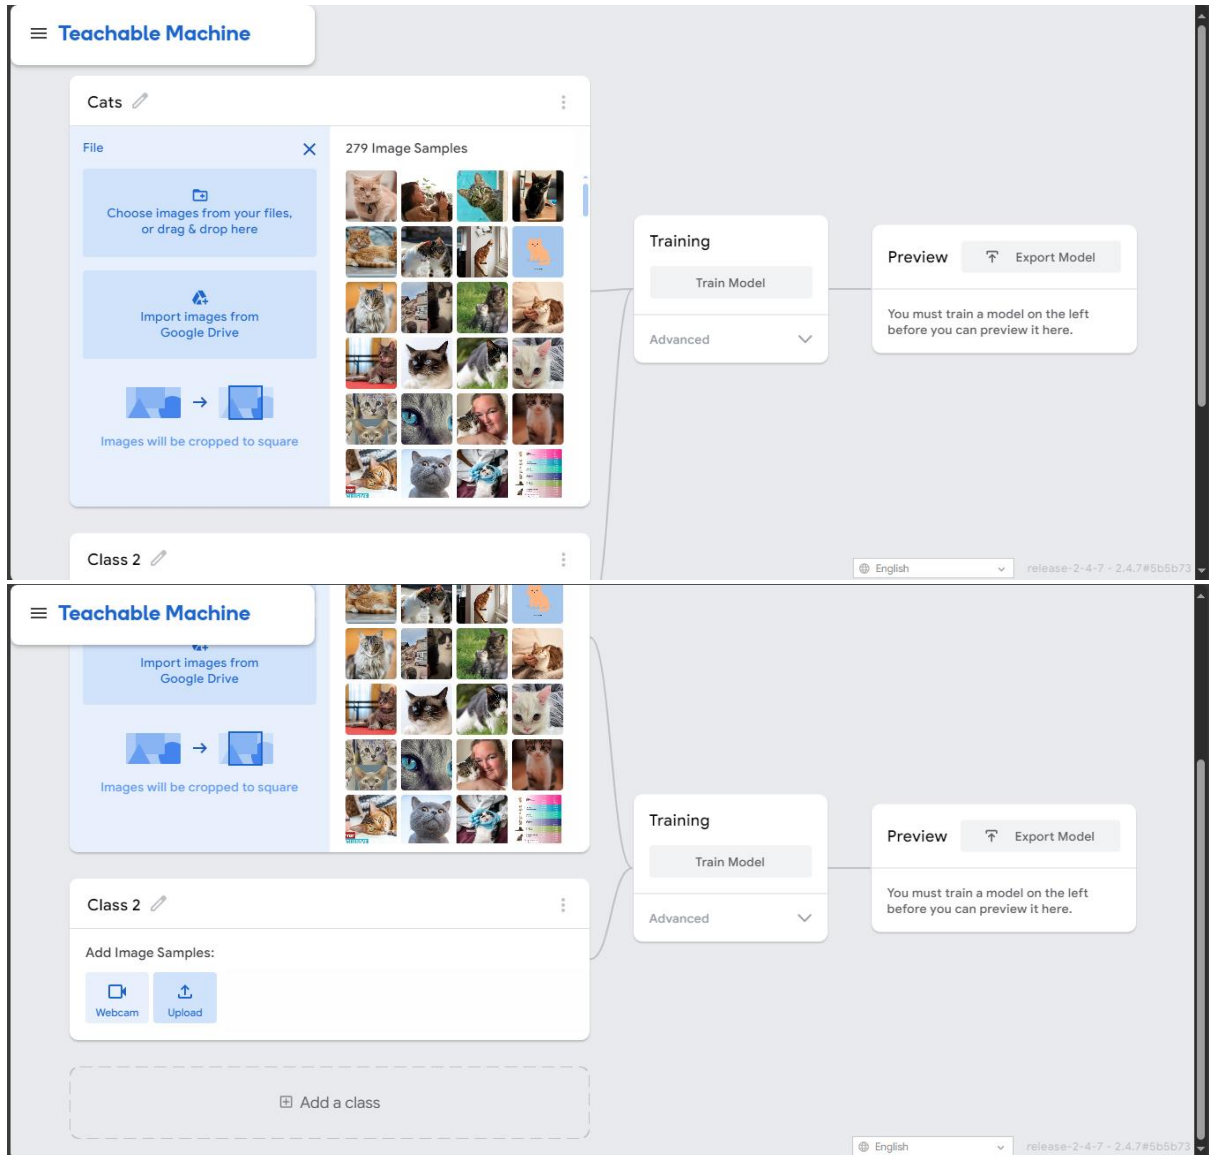 Teachable Machine
Cats
File
279 Image Samples
Choose images from your files,
or drag & drop here
Import images from
Google Drive
Images will be cropped to square
Training
Train Model
Advanced
Preview
Export Model
You must train a model on the left
before you can preview it here.
Class 2
English
release-2-4-7 - 2.4.7#5b5b73
Teachable Machine
Import images from
Google Drive
Images will be cropped to square
Training
Train Model
Advanced
Preview
Export Model
You must train a model on the left
before you can preview it here.
Class 2
Add Image Samples:
Webcam
Upload
Add a class
English
release-2-4-7 - 2.4.7#5b5b73